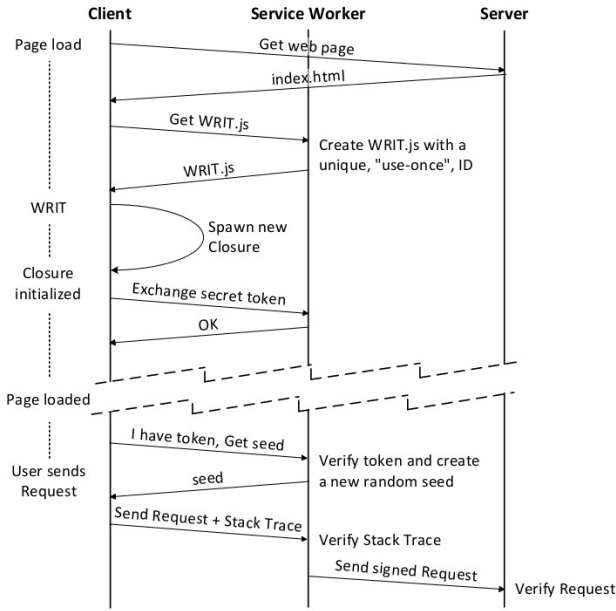 Client
Service Worker
Server
Page load
Get web page
index.html
Get WRIT.js
Create WRIT.js with a
unique, "use-once", ID
WRIT.js
WRIT
Spawn new
Closure
Closure
initialized
Exchange secret token
OK
Page loaded
I have token, Get seed
Verify token and create
a new random seed
User sends
Request
seed
Send Request + Stack Trace
Verify Stack Trace
Send signed Request
Verify Request